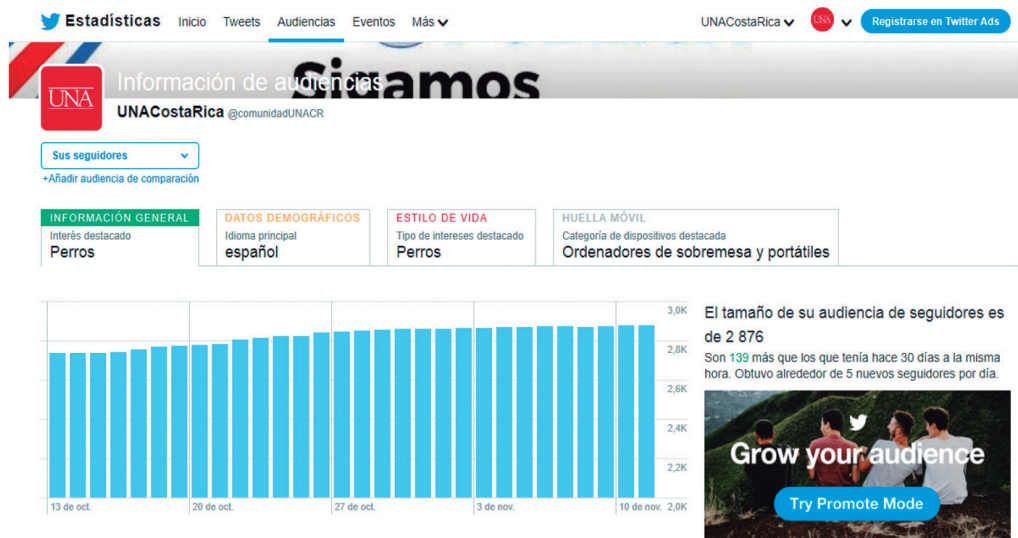 Estadísticas Inicio Tweets Audiencias Eventos Más UNACostaRica UNA Registrarse en Twitter Ads
Sigamos
Información de audiencias
UNA
UNACostaRica @comunidadUNACR
Sus seguidores
+Añadir audiencia de comparación
INFORMACIÓN GENERAL
Interés destacado
Perros
DATOS DEMOGRÁFICOS
Idioma principal
español
ESTILO DE VIDA
Tipo de intereses destacado
Perros
HUELLA MÓVIL
Categoría de dispositivos destacada
Ordenadores de sobremesa y portátiles
3,0K
2,8K
2,6K
2,4K
2,2K
2,0K
13 de oct. 20 de oct. 27 de oct. 3 de nov. 10 de nov.
El tamaño de su audiencia de seguidores es
de 2 876
Son 139 más que los que tenía hace 30 días a la misma
hora. Obtuvo alrededor de 5 nuevos seguidores por día.
Grow your audience
Try Promote Mode